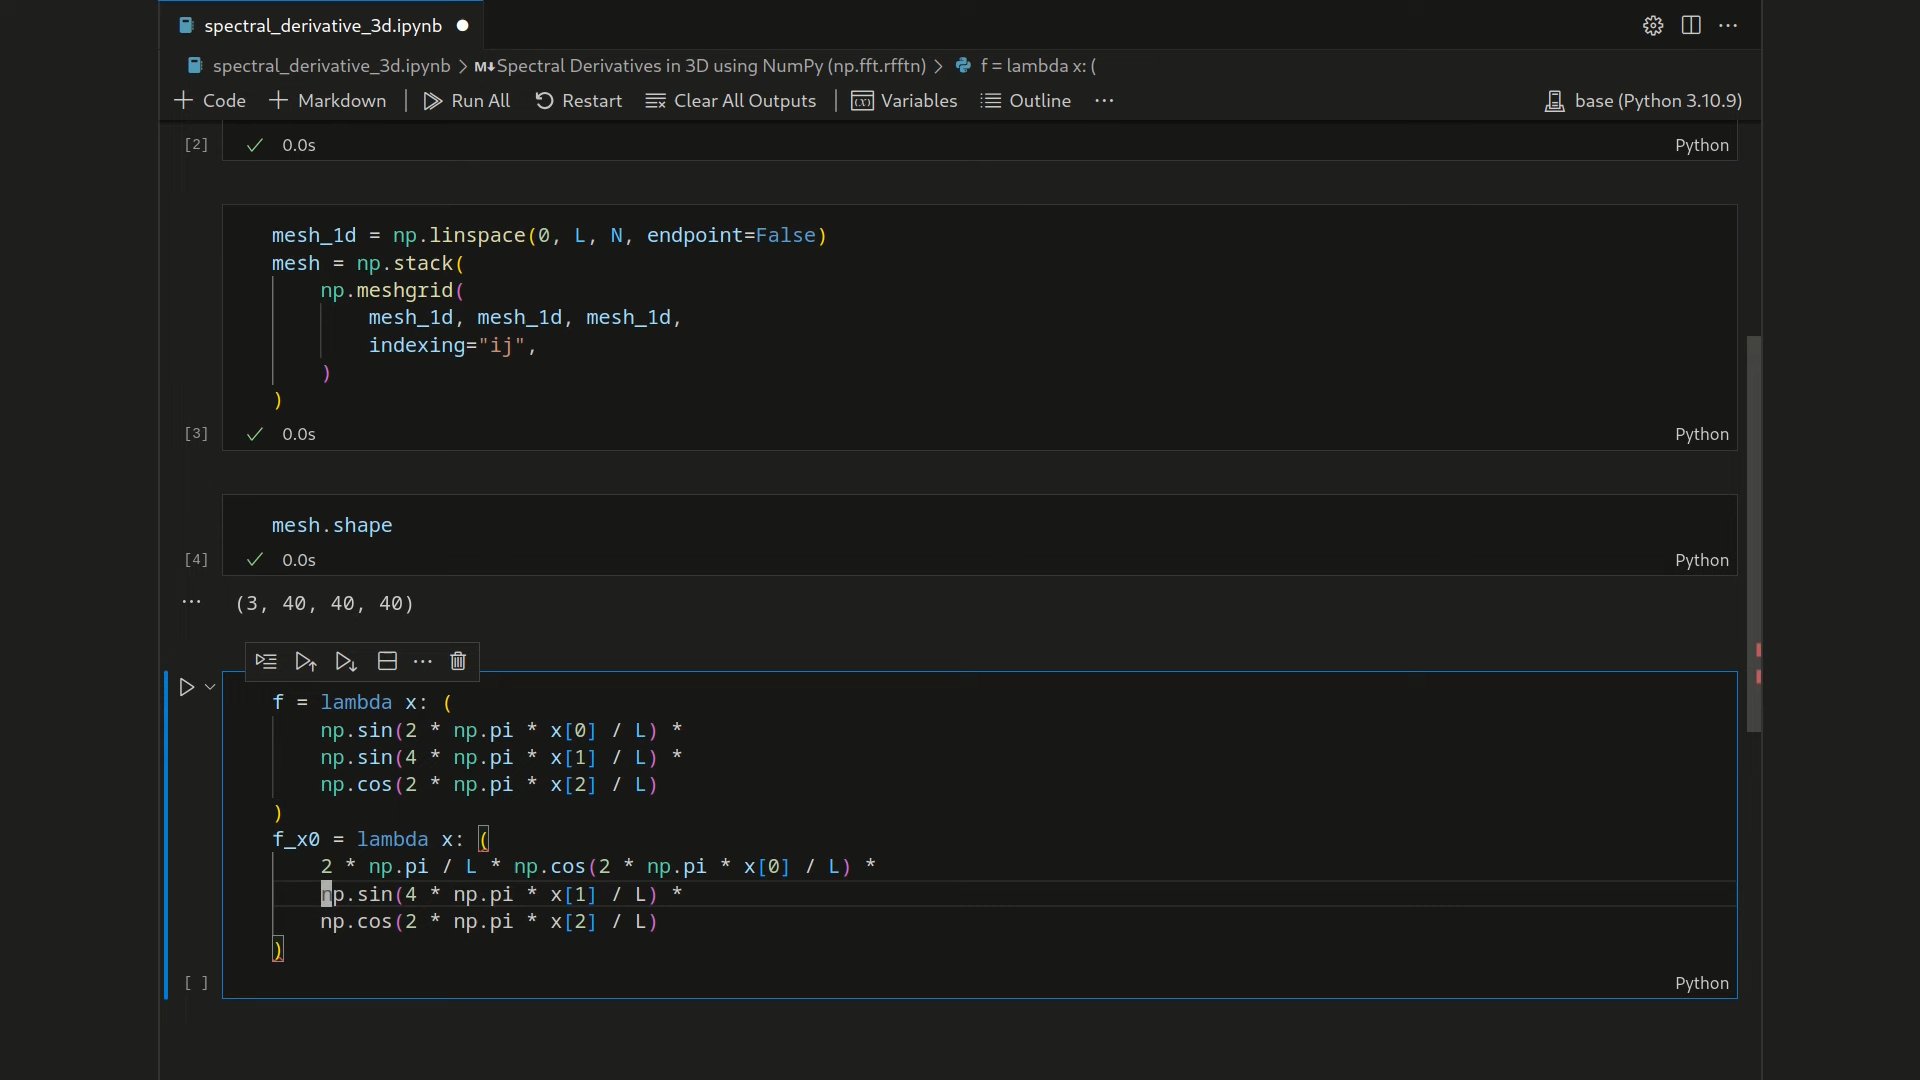 spectral_derivative_3d.ipynb
spectral_derivative_3d.ipynb > M↓Spectral Derivatives in 3D using NumPy (np.fft.rfftn) > f = lambda x: (
+ Code + Markdown | Run All Restart Clear All Outputs | Variables Outline ··· base (Python 3.10.9)
[2] ✓ 0.0s Python
mesh_1d = np.linspace(0, L, N, endpoint=False)
mesh = np.stack(
np.meshgrid(
mesh_1d, mesh_1d, mesh_1d,
indexing="ij",
)
)
[3] ✓ 0.0s Python
mesh.shape
[4] ✓ 0.0s Python
··· (3, 40, 40, 40)
f = lambda x: (
np.sin(2 * np.pi * x[0] / L) *
np.sin(4 * np.pi * x[1] / L) *
np.cos(2 * np.pi * x[2] / L)
)
f_x0 = lambda x: (
2 * np.pi / L * np.cos(2 * np.pi * x[0] / L) *
np.sin(4 * np.pi * x[1] / L) *
np.cos(2 * np.pi * x[2] / L)
)
[ ] Python